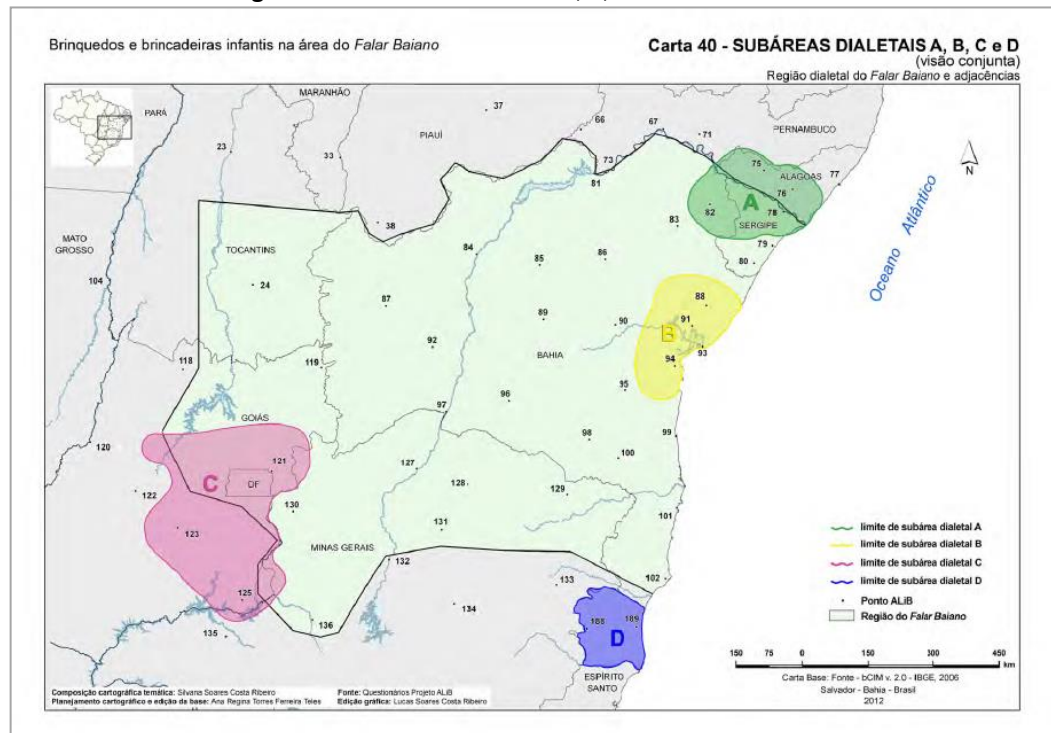 Brinquedos e brincadeiras infantis na área do Falar Baiano
Carta 40 - SUBÁREAS DIALETAIS A, B, C e D
(visão conjunta)
Região dialetal do Falar Baiano e adjacências
MARANHÃO
37
PARÁ
66
67
71
PERNAMBUCO
PIAUÍ
23
33
73
75
ALAGOAS
77
N
81
76
A
82
78
38
83
SERGIPE
MATO
GROSSO
TOCANTINS
79
84
80
85
86
104
24
Oceano Atlântico
87
88
89
90
91
B
92
93
BAHIA
118
119
94
95
96
97
GOIÁS
99
98
120
121
127
100
C
DF
128
122
129
130
101
123
131
limite de subárea dialetal A
limite de subárea dialetal B
MINAS GERAIS
132
limite de subárea dialetal C
102
133
limite de subárea dialetal D
125
134
Ponto ALiB
188
189
Região do Falar Baiano
135
136
D
150 75 0 150 300 450
km
ESPÍRITO
SANTO
Carta Base: Fonte - bCIM v. 2.0 - IBGE, 2006
Salvador - Bahia - Brasil
2012
Composição cartográfica temática: Silvana Soares Costa Ribeiro
Fonte: Questionários Projeto ALiB
Planejamento cartográfico e edição da base: Ana Regina Torres Ferreira Teles
Edição gráfica: Lucas Soares Costa Ribeiro